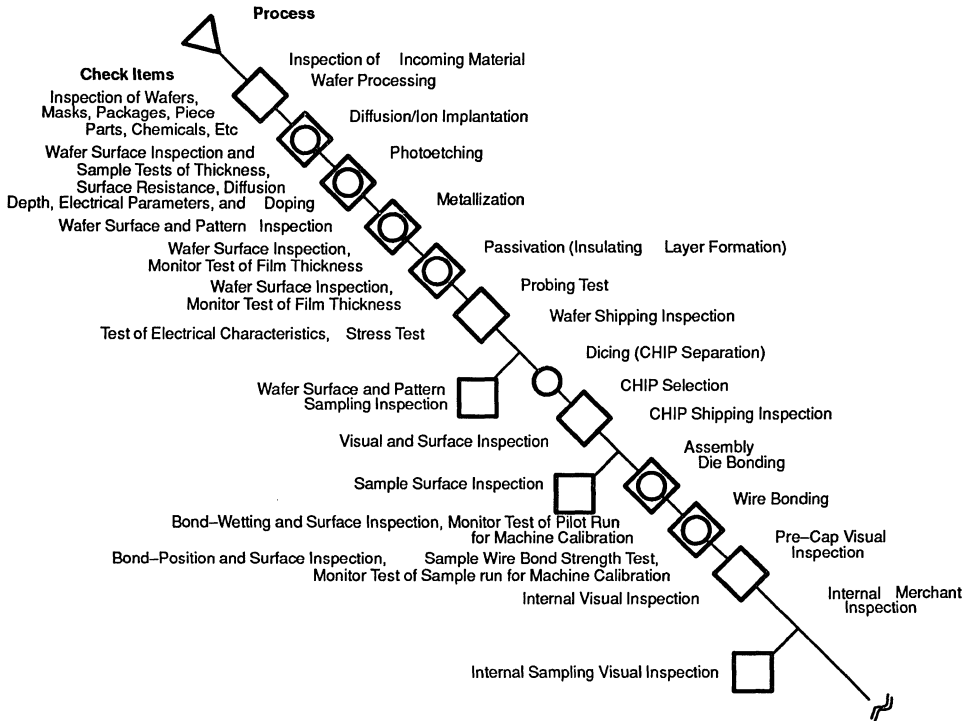 Process
Inspection of Incoming Material
Wafer Processing
Check Items
Inspection of Wafers,
Masks, Packages, Piece
Parts, Chemicals, Etc
Diffusion/Ion Implantation
Wafer Surface Inspection and
Sample Tests of Thickness,
Surface Resistance, Diffusion
Depth, Electrical Parameters, and Doping
Photoetching
Wafer Surface and Pattern Inspection
Metallization
Wafer Surface Inspection,
Monitor Test of Film Thickness
Passivation (Insulating Layer Formation)
Wafer Surface Inspection,
Monitor Test of Film Thickness
Probing Test
Test of Electrical Characteristics, Stress Test
Wafer Shipping Inspection
Wafer Surface and Pattern
Sampling Inspection
Dicing (CHIP Separation)
CHIP Selection
Visual and Surface Inspection
CHIP Shipping Inspection
Sample Surface Inspection
Assembly
Die Bonding
Bond–Wetting and Surface Inspection, Monitor Test of Pilot Run
for Machine Calibration
Wire Bonding
Bond–Position and Surface Inspection, Sample Wire Bond Strength Test,
Monitor Test of Sample run for Machine Calibration
Pre–Cap Visual
Inspection
Internal Visual Inspection
Internal Merchant
Inspection
Internal Sampling Visual Inspection